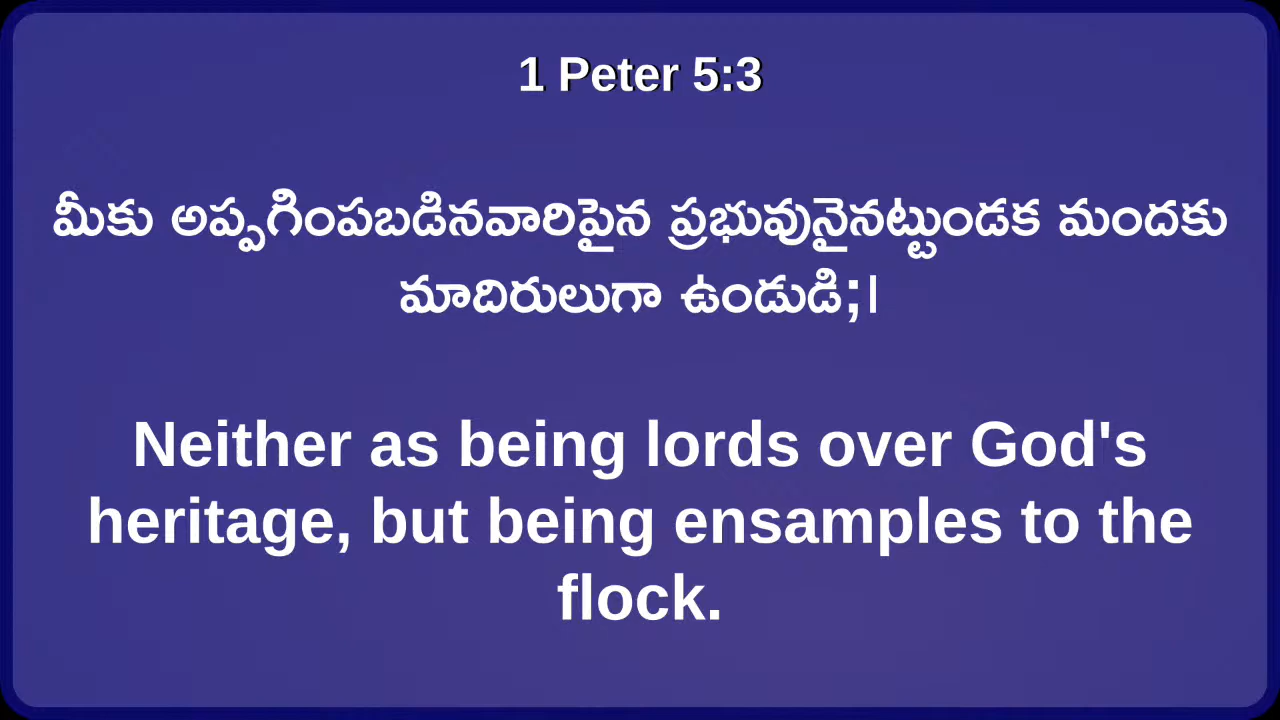 1 Peter 5:3
మీకు అప్పగింపబడినవారిపైన ప్రభువునైనట్టుండక మందకు
మాదిరులుగా ఉండుడి;।
Neither as being lords over God's
heritage, but being ensamples to the
flock.